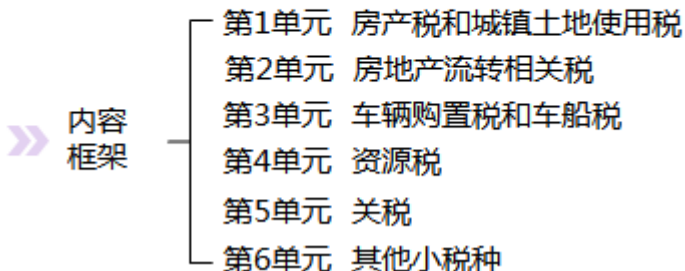 内容
框架
第1单元 房产税和城镇土地使用税
第2单元 房地产流转相关税
第3单元 车辆购置税和车船税
第4单元 资源税
第5单元 关税
第6单元 其他小税种